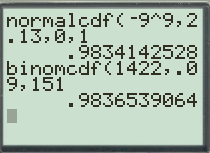 normalcdf(-9^9,2
.13,0,1
.9834142528
binomcdf(1422,.0
9,151
.9836539064